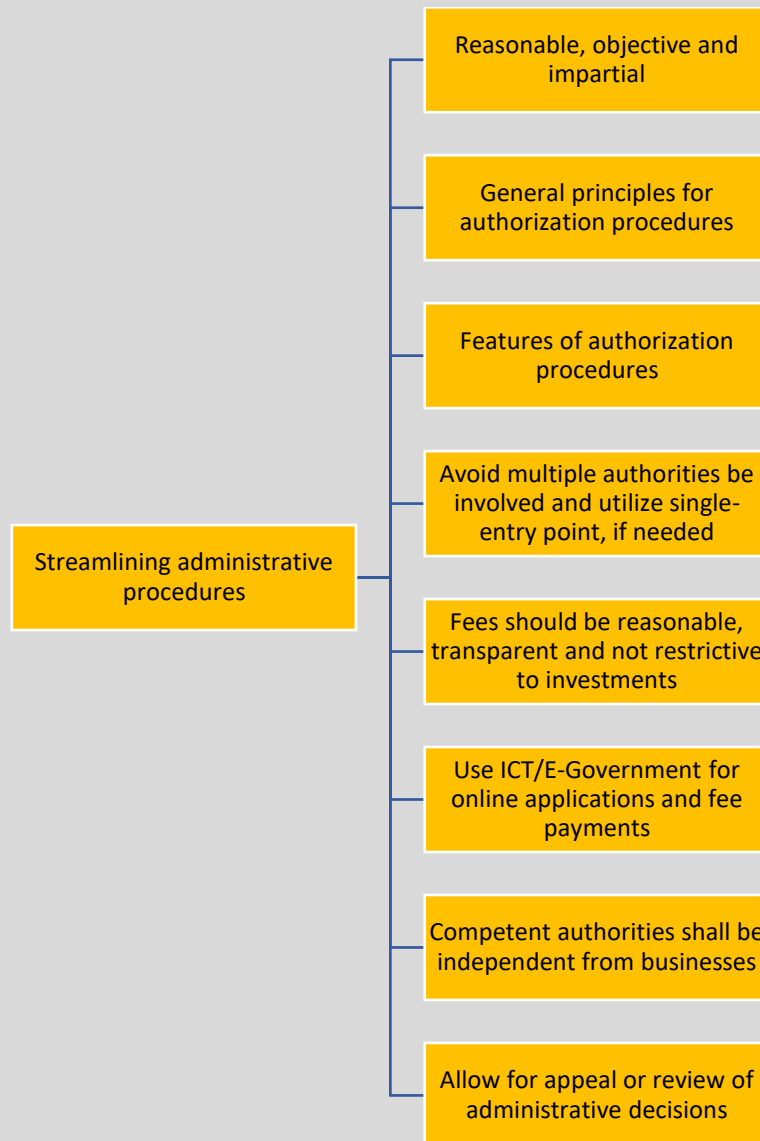 Reasonable, objective and
impartial
General principles for
authorization procedures
Features of authorization
procedures
Avoid multiple authorities be
involved and utilize single-
entry point, if needed
Streamlining administrative
procedures
Fees should be reasonable,
transparent and not restrictive
to investments
Use ICT/E-Government for
online applications and fee
payments
Competent authorities shall be
independent from businesses
Allow for appeal or review of
administrative decisions